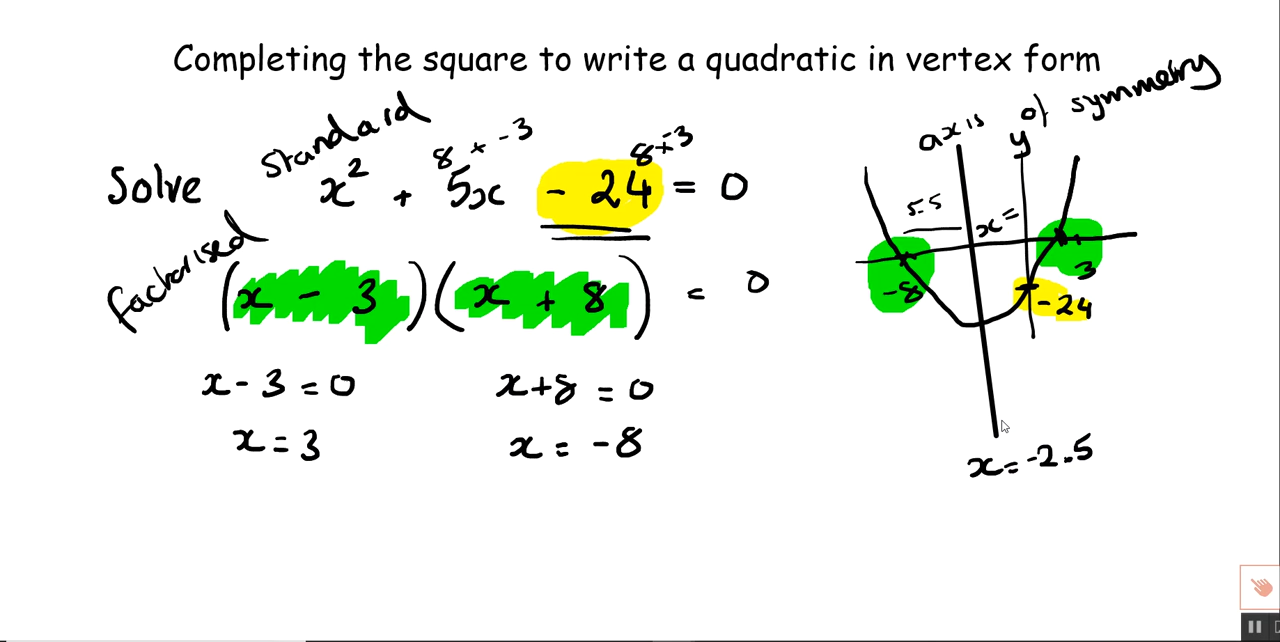 Completing the square to write a quadratic in vertex form
standard
axis of symmetry
y
8 + -3
8 × -3
Solve x² + 5x - 24 = 0
5.5
x=
factorised
(x - 3)(x + 8) = 0
-8
3
-24
x - 3 = 0
x + 8 = 0
x = 3
x = -8
x = -2.5